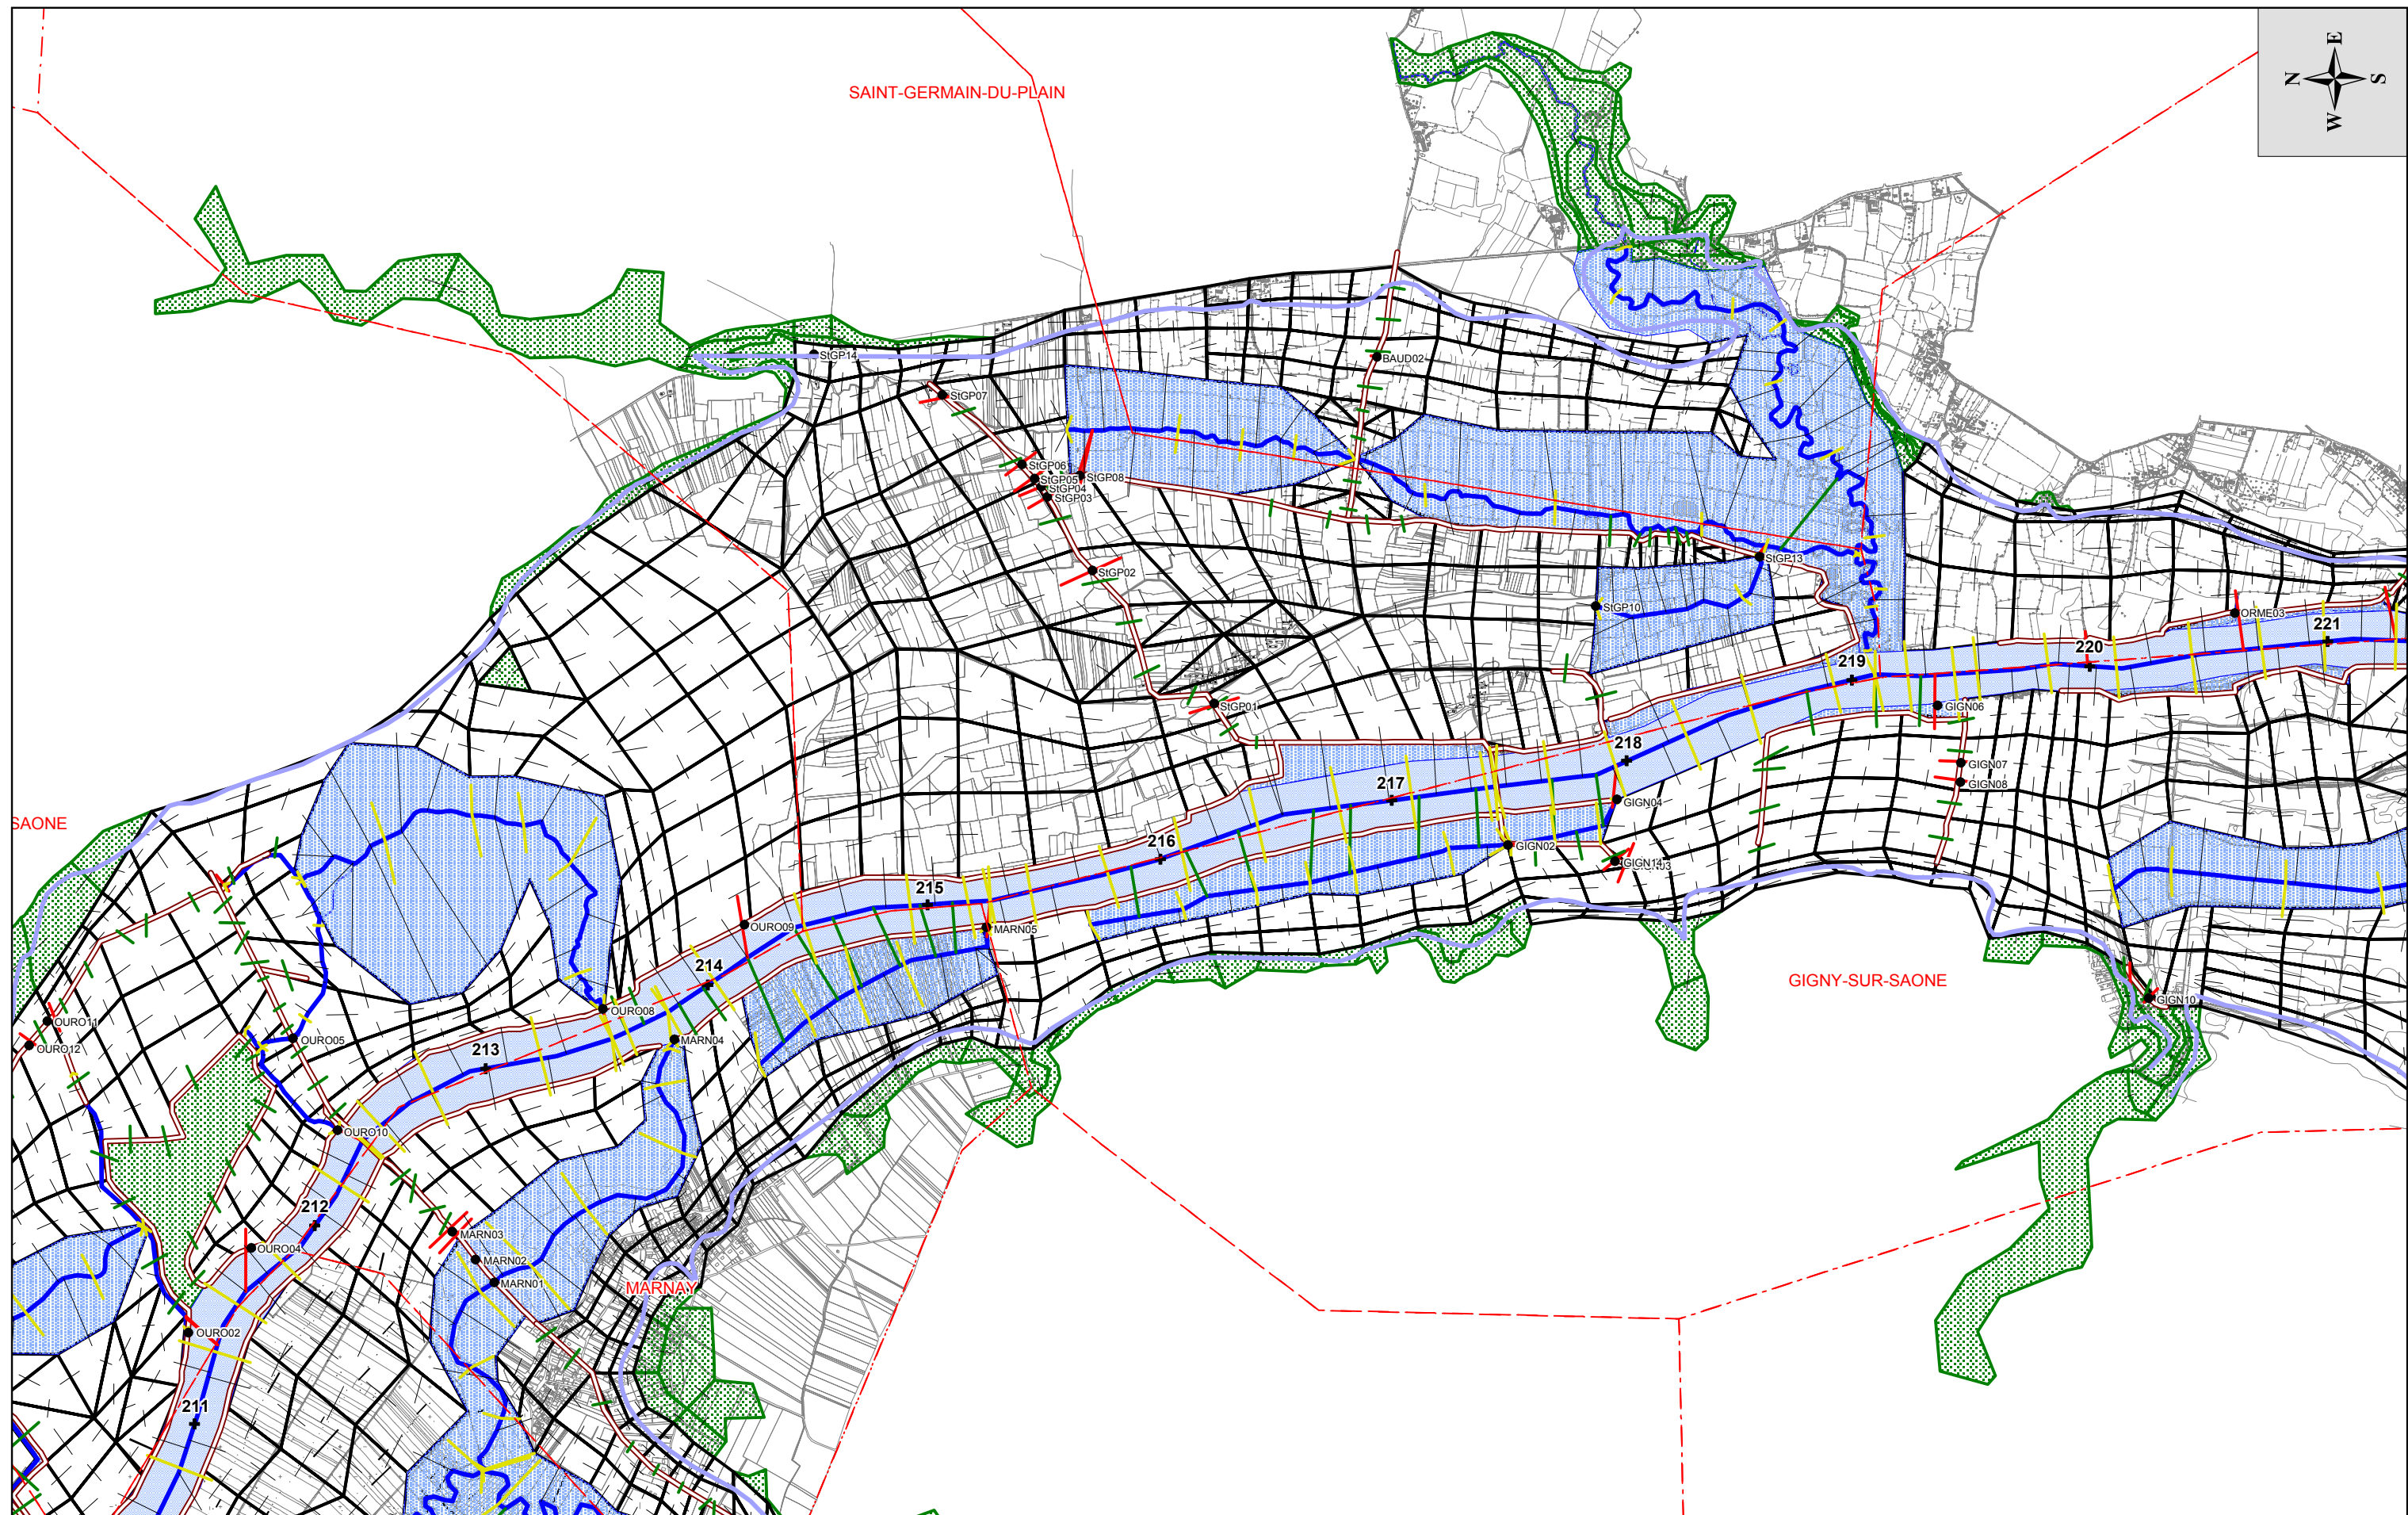 E
N
S
W
SAINT-GERMAIN-DU-PLAIN
StGP14
BAUD02
StGP07
StGP06
StGP05
StGP08
StGP04
StGP03
StGP13
StGP02
StGP10
ORME03
221
220
219
StGP01
GIGN06
218
GIGN07
217
GIGN08
GIGN04
SAONE
216
GIGN02
GIGN14
215
OURO09
MARN05
214
GIGNY-SUR-SAONE
GIGN10
OURO08
OURO11
OURO05
MARN04
OURO12
213
OURO10
212
MARN03
OURO04
MARN02
MARN01
MARNAY
OURO02
211